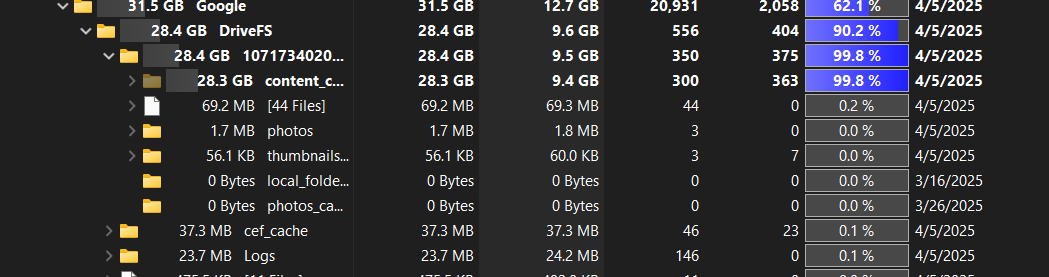 31.5 GB Google 31.5 GB 12.7 GB 20,931 2,058 62.1 % 4/5/2025
28.4 GB DriveFS 28.4 GB 9.6 GB 556 404 90.2 % 4/5/2025
28.4 GB 1071734020... 28.4 GB 9.5 GB 350 375 99.8 % 4/5/2025
28.3 GB content_c... 28.3 GB 9.4 GB 300 363 99.8 % 4/5/2025
69.2 MB [44 Files] 69.2 MB 69.3 MB 44 0 0.2 % 4/5/2025
1.7 MB photos 1.7 MB 1.8 MB 3 0 0.0 % 4/5/2025
56.1 KB thumbnails... 56.1 KB 60.0 KB 3 7 0.0 % 4/5/2025
0 Bytes local_folde... 0 Bytes 0 Bytes 0 0 0.0 % 3/16/2025
0 Bytes photos_ca... 0 Bytes 0 Bytes 0 0 0.0 % 3/26/2025
37.3 MB cef_cache 37.3 MB 37.3 MB 46 23 0.1 % 4/5/2025
23.7 MB Logs 23.7 MB 24.2 MB 146 0 0.1 % 4/5/2025